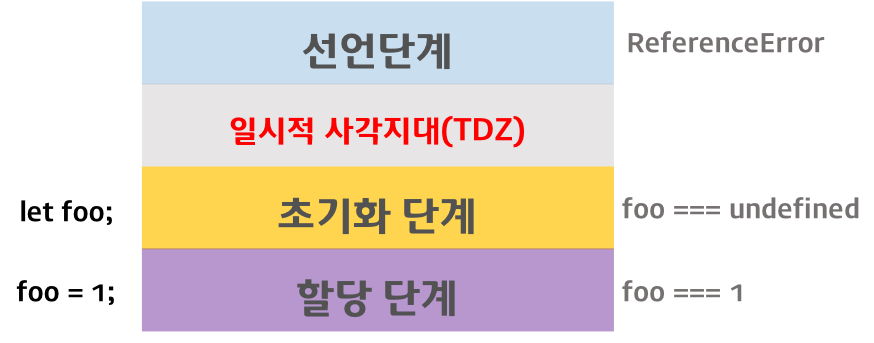 선언단계 ReferenceError
일시적 사각지대(TDZ)
let foo; 초기화 단계 foo === undefined
foo = 1; 할당 단계 foo === 1